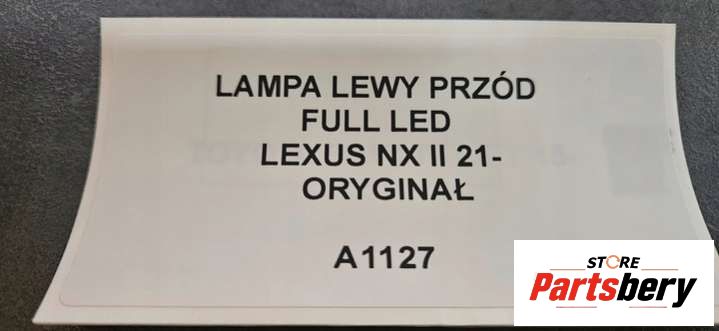 LAMPA LEWY PRZÓD
FULL LED
LEXUS NX II 21-
ORYGINAŁ
A1127
STORE
Partsbery